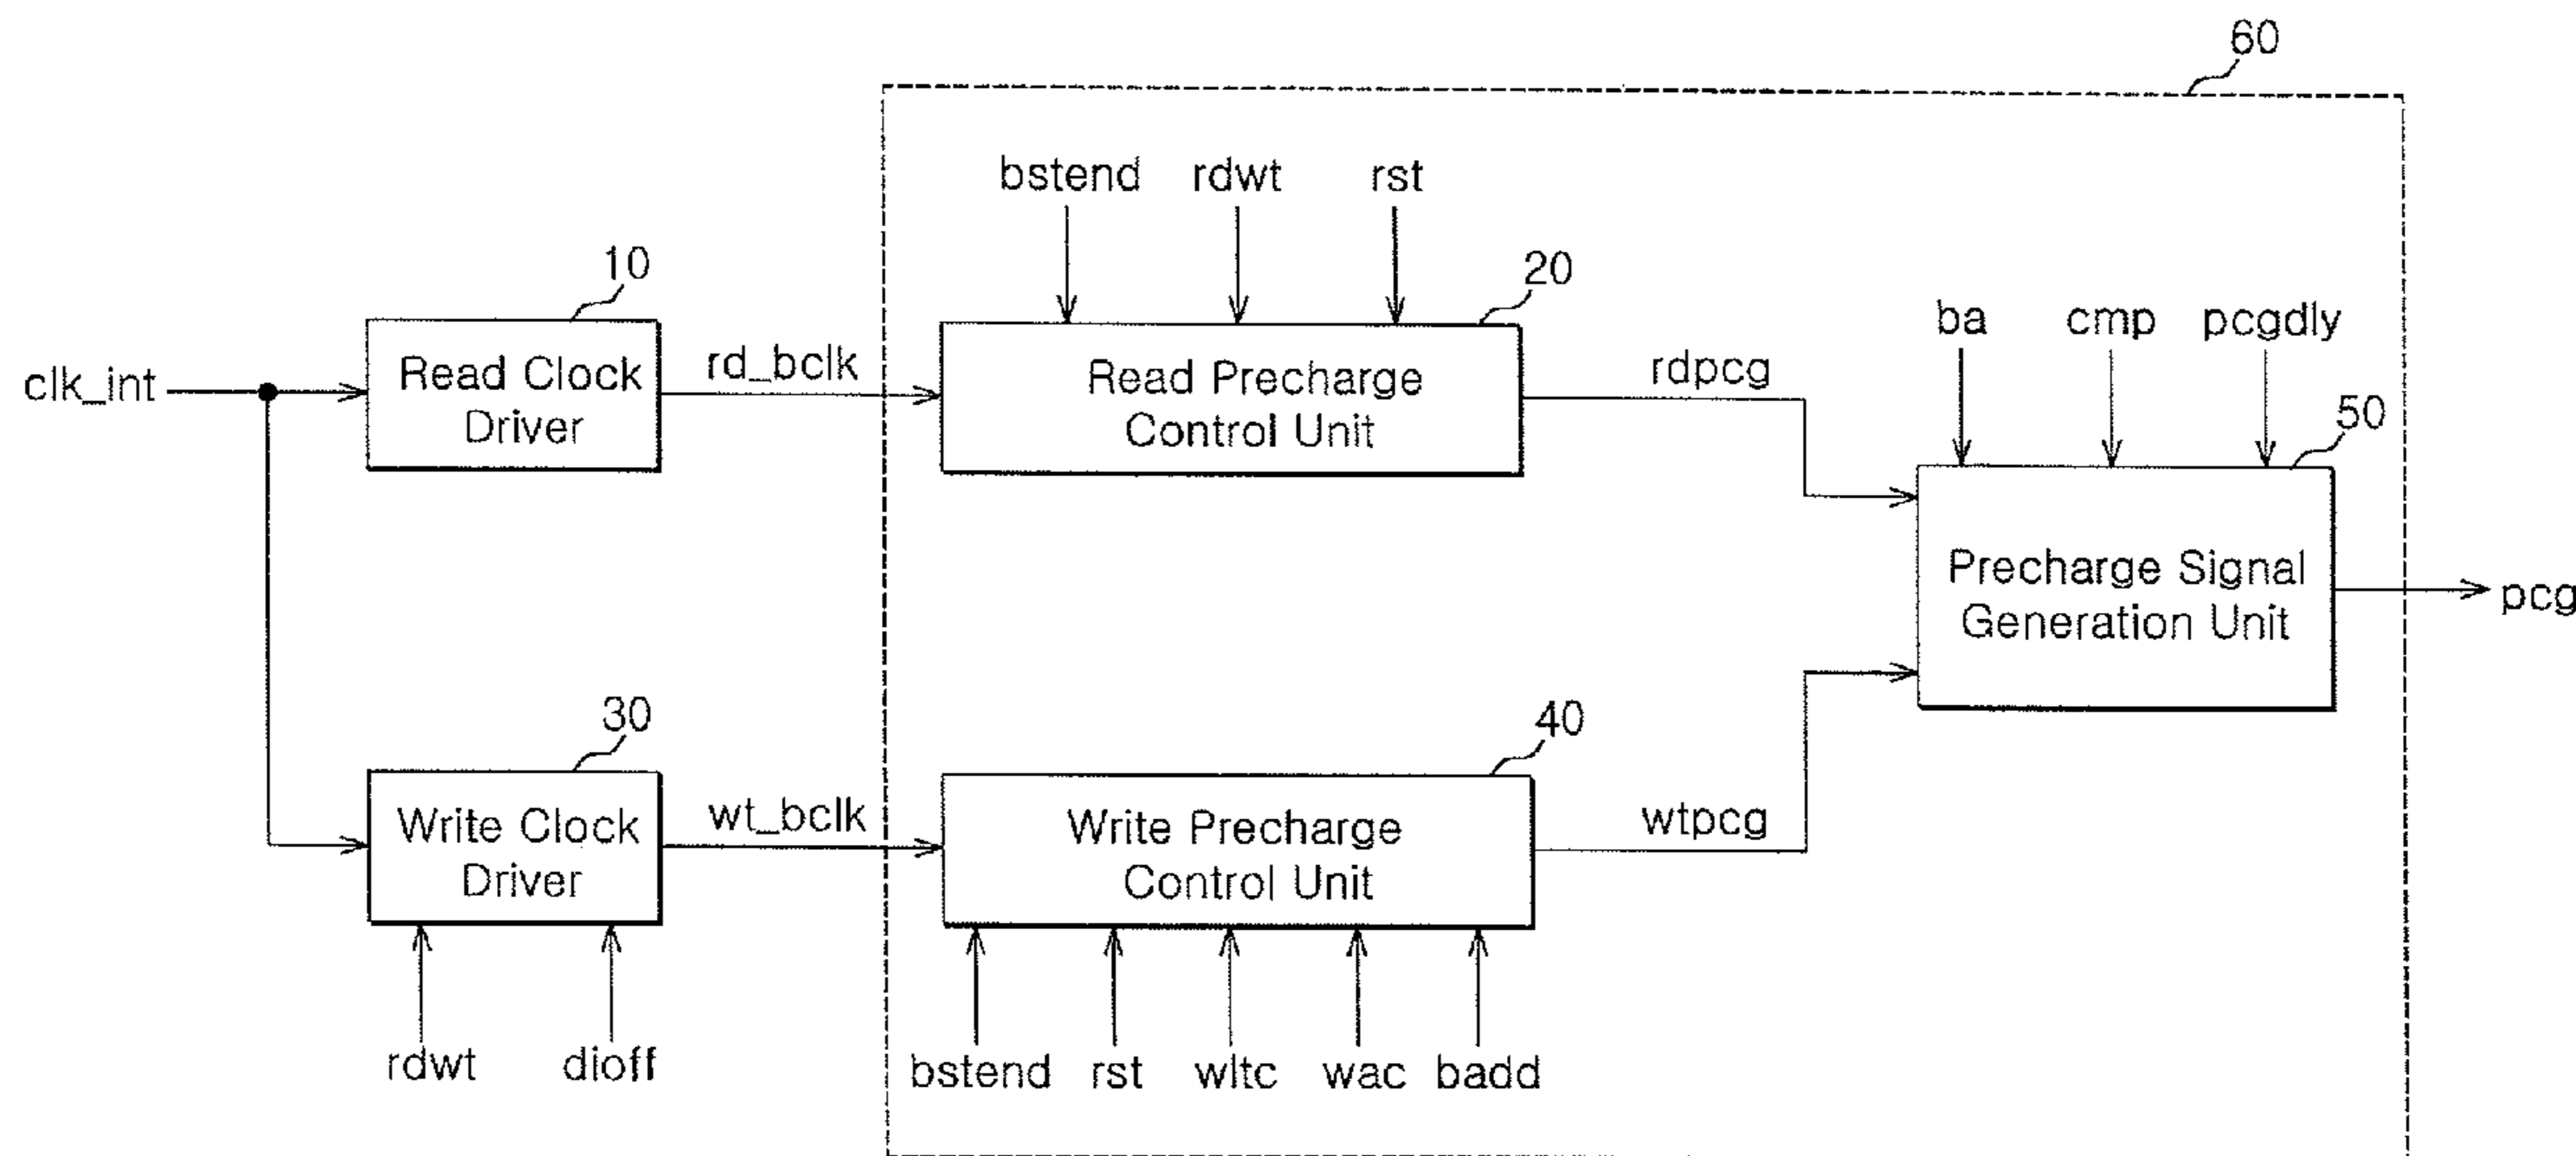 60
bstend rdwt rst
10
20
ba cmp pcgdly
clk_int
Read Clock
Driver
rd_bclk
Read Precharge
Control Unit
rdpcg
50
Precharge Signal
Generation Unit
pcg
30
40
Write Clock
Driver
wt_bclk
Write Precharge
Control Unit
wtpcg
rdwt dioff
bstend rst wltc wac badd